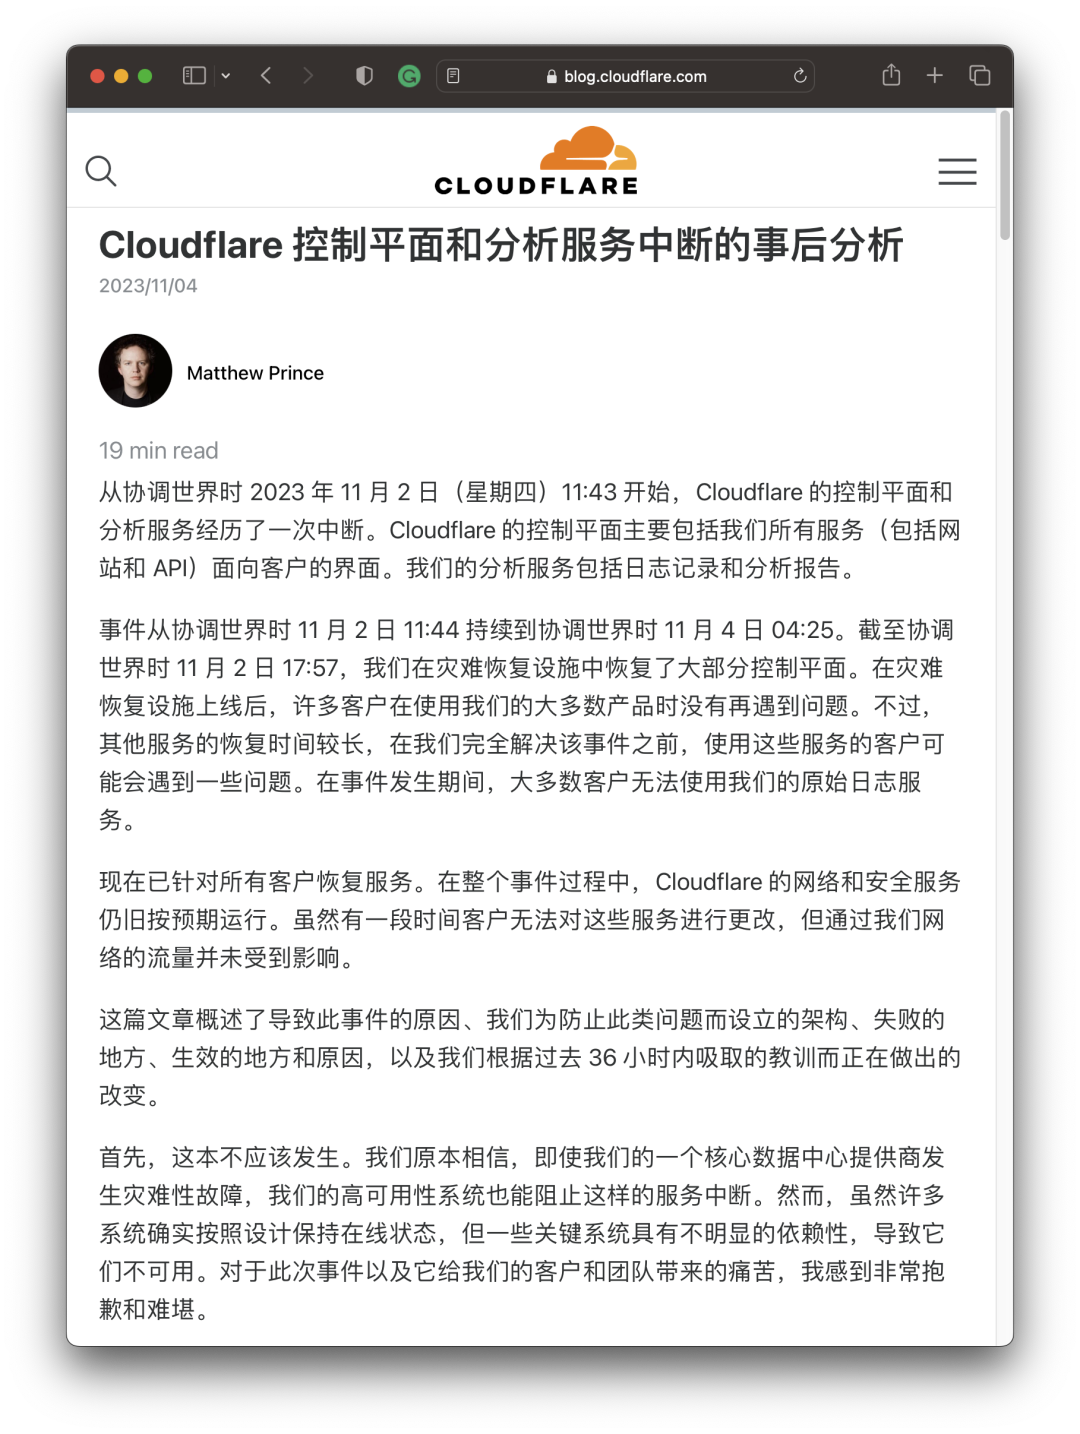 blog.cloudflare.com
CLOUDFLARE
Cloudflare 控制平面和分析服务中断的事后分析
2023/11/04
Matthew Prince
19 min read
从协调世界时 2023 年 11 月 2 日（星期四）11:43 开始，Cloudflare 的控制平面和
分析服务经历了一次中断。Cloudflare 的控制平面主要包括我们所有服务（包括网
站和 API）面向客户的界面。我们的分析服务包括日志记录和分析报告。
事件从协调世界时 11 月 2 日 11:44 持续到协调世界时 11 月 4 日 04:25。截至协调
世界时 11 月 2 日 17:57，我们在灾难恢复设施中恢复了大部分控制平面。在灾难
恢复设施上线后，许多客户在使用我们的大多数产品时没有再遇到问题。不过，
其他服务的恢复时间较长，在我们完全解决该事件之前，使用这些服务的客户可
能会遇到一些问题。在事件发生期间，大多数客户无法使用我们的原始日志服
务。
现在已针对所有客户恢复服务。在整个事件过程中，Cloudflare 的网络和安全服务
仍旧按预期运行。虽然有一段时间客户无法对这些服务进行更改，但通过我们网
络的流量并未受到影响。
这篇文章概述了导致此事件的原因、我们为防止此类问题而设立的架构、失败的
地方、生效的地方和原因，以及我们根据过去 36 小时内吸取的教训而正在做出的
改变。
首先，这本不应该发生。我们原本相信，即使我们的一个核心数据中心提供商发
生灾难性故障，我们的高可用性系统也能阻止这样的服务中断。然而，虽然许多
系统确实按照设计保持在线状态，但一些关键系统具有不明显的依赖性，导致它
们不可用。对于此次事件以及它给我们的客户和团队带来的痛苦，我感到非常抱
歉和难堪。